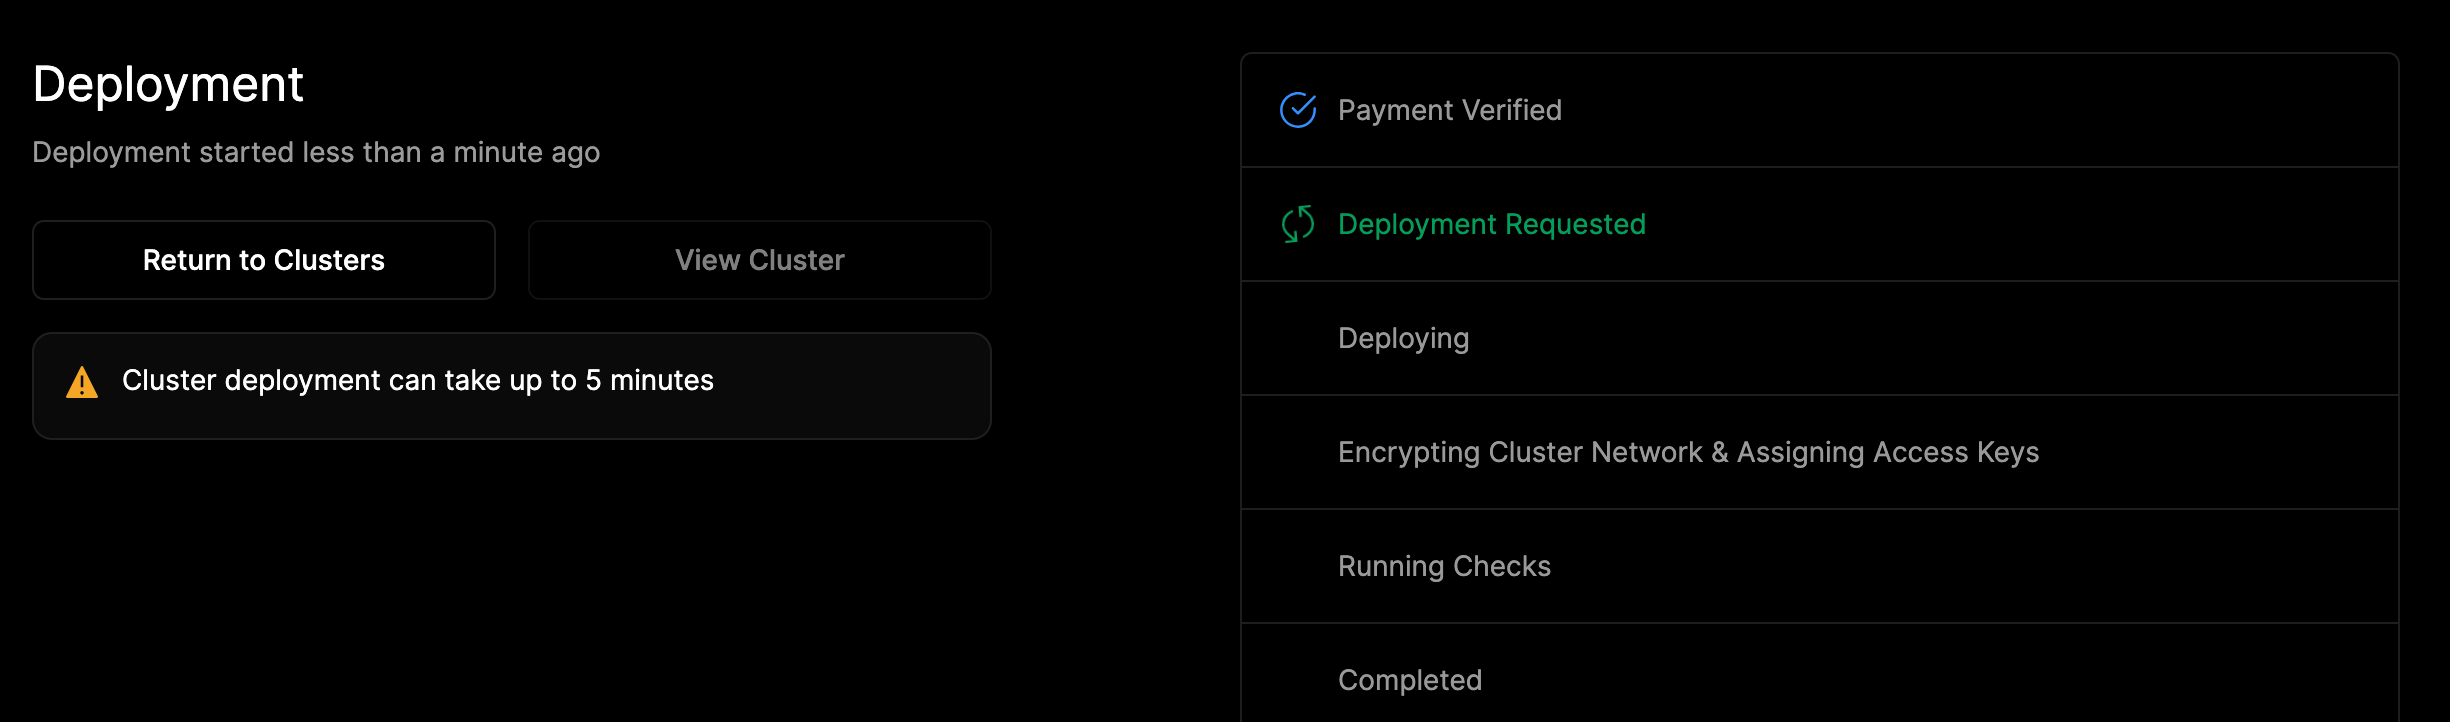 Deployment
Deployment started less than a minute ago
Return to Clusters
View Cluster
Cluster deployment can take up to 5 minutes
Payment Verified
Deployment Requested
Deploying
Encrypting Cluster Network & Assigning Access Keys
Running Checks
Completed